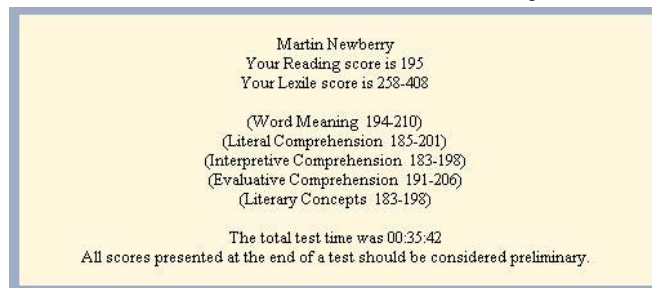 Martin Newberry
Your Reading score is 195
Your Lexile score is 258-408
(Word Meaning 194-210)
(Literal Comprehension 185-201)
(Interpretive Comprehension 183-198)
(Evaluative Comprehension 191-206)
(Literary Concepts 183-198)
The total test time was 00:35:42
All scores presented at the end of a test should be considered preliminary.